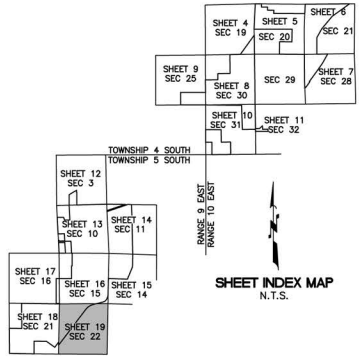 SHEET 4
SEC 19
SHEET 5
SEC 20
SHEET 6
SEC 21
SHEET 9
SEC 25
SHEET 8
SEC 30
SEC 29
SHEET 7
SEC 28
SHEET 10
SEC 31
SHEET 11
SEC 32
TOWNSHIP 4 SOUTH
TOWNSHIP 5 SOUTH
RANGE 9 EAST
RANGE 10 EAST
SHEET 12
SEC 3
SHEET 13
SEC 10
SHEET 14
SEC 11
SHEET 17
SEC 16
SHEET 16
SEC 15
SHEET 15
SEC 14
SHEET 18
SEC 21
SHEET 19
SEC 22
N
SHEET INDEX MAP
N.T.S.